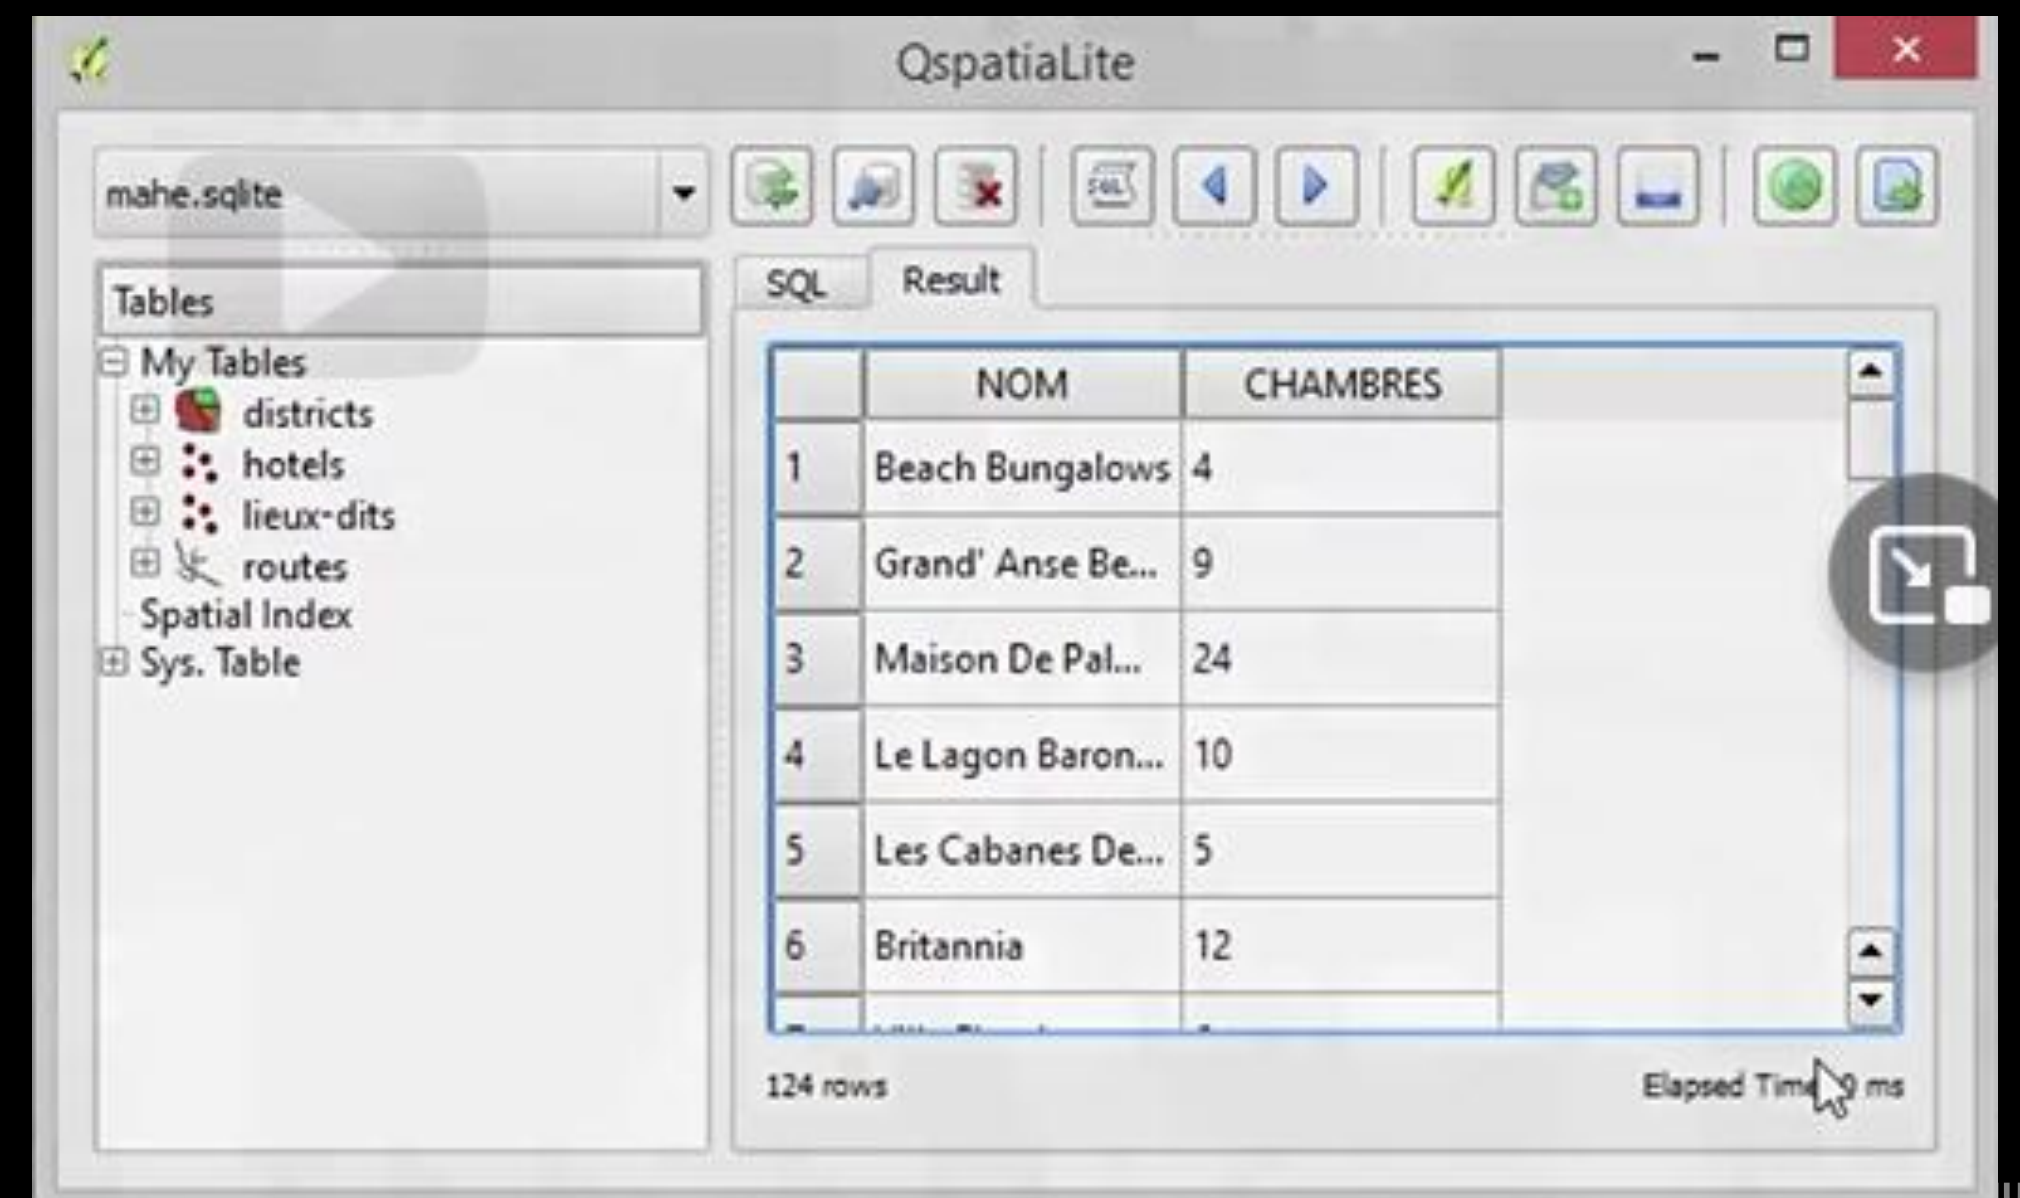 QspatiaLite
mahe.sqlite
SQL
Tables
SQL Result
My Tables
districts
hotels
lieux-dits
routes
Spatial Index
Sys. Table
NOM CHAMBRES
1 Beach Bungalows 4
2 Grand' Anse Be... 9
3 Maison De Pal... 24
4 Le Lagon Baron... 10
5 Les Cabanes De... 5
6 Britannia 12
124 rows
Elapsed ms